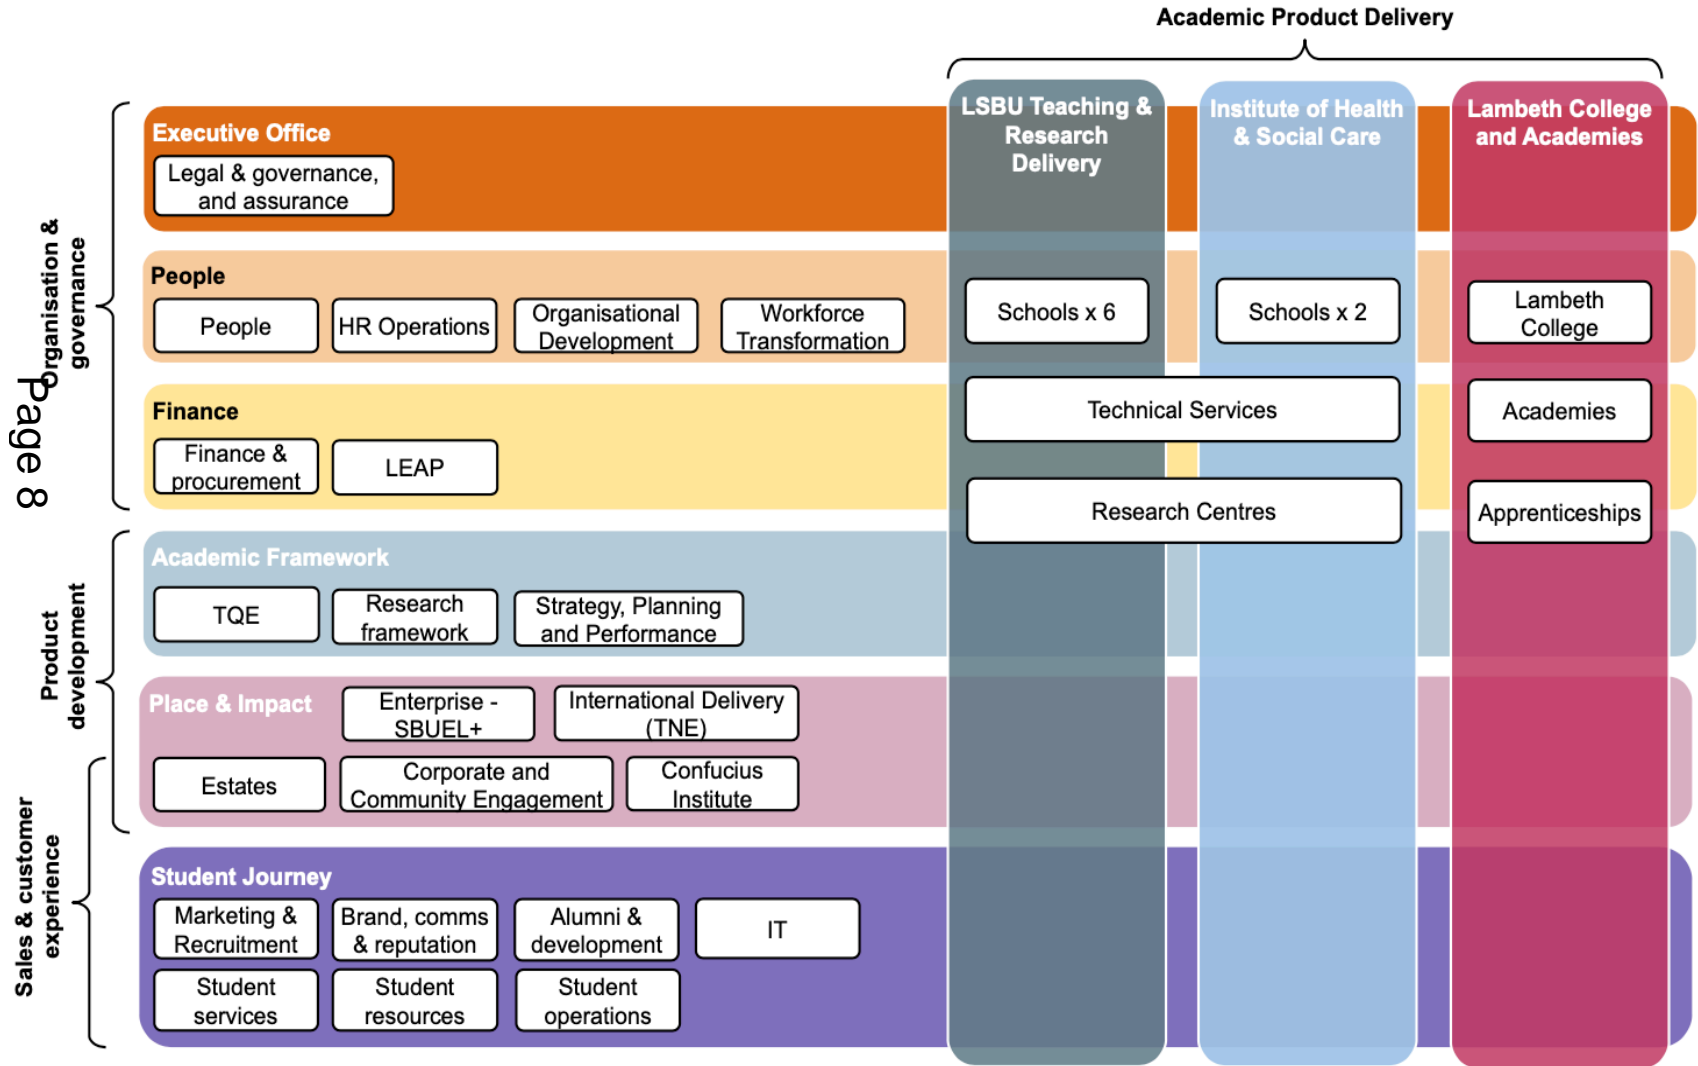 Academic Product Delivery
LSBU Teaching &
Research
Delivery
Institute of Health
& Social Care
Lambeth College
and Academies
Organisation &
governance
Executive Office
Legal & governance,
and assurance
People
People
HR Operations
Organisational
Development
Workforce
Transformation
Schools x 6
Schools x 2
Lambeth
College
Page 8
Finance
Finance &
procurement
LEAP
Technical Services
Academies
Research Centres
Apprenticeships
Product
development
Academic Framework
TQE
Research
framework
Strategy, Planning
and Performance
Place & Impact
Enterprise -
SBUEL+
International Delivery
(TNE)
Estates
Corporate and
Community Engagement
Confucius
Institute
Sales & customer
experience
Student Journey
Marketing &
Recruitment
Brand, comms
& reputation
Alumni &
development
IT
Student
services
Student
resources
Student
operations